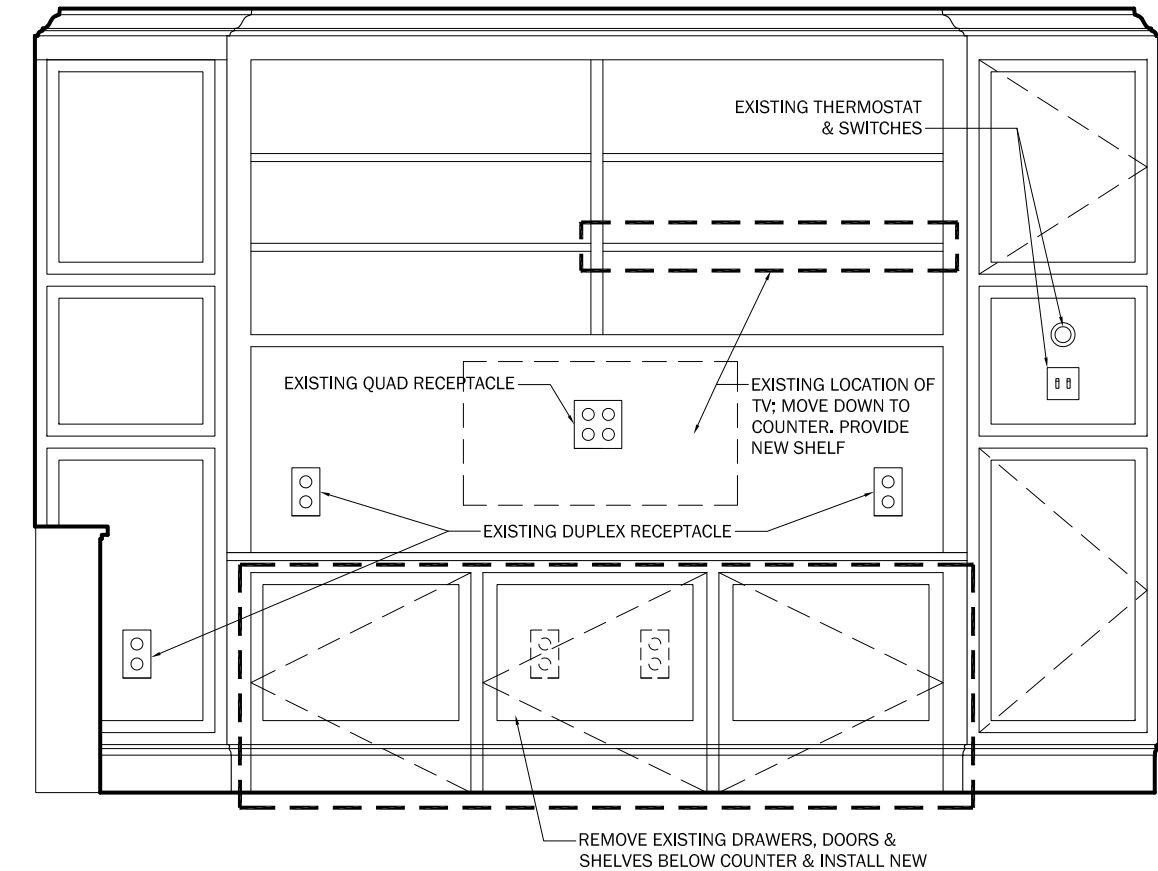 EXISTING THERMOSTAT
& SWITCHES
EXISTING QUAD RECEPTACLE
EXISTING LOCATION OF
TV; MOVE DOWN TO
COUNTER. PROVIDE
NEW SHELF
EXISTING DUPLEX RECEPTACLE
REMOVE EXISTING DRAWERS, DOORS &
SHELVES BELOW COUNTER & INSTALL NEW